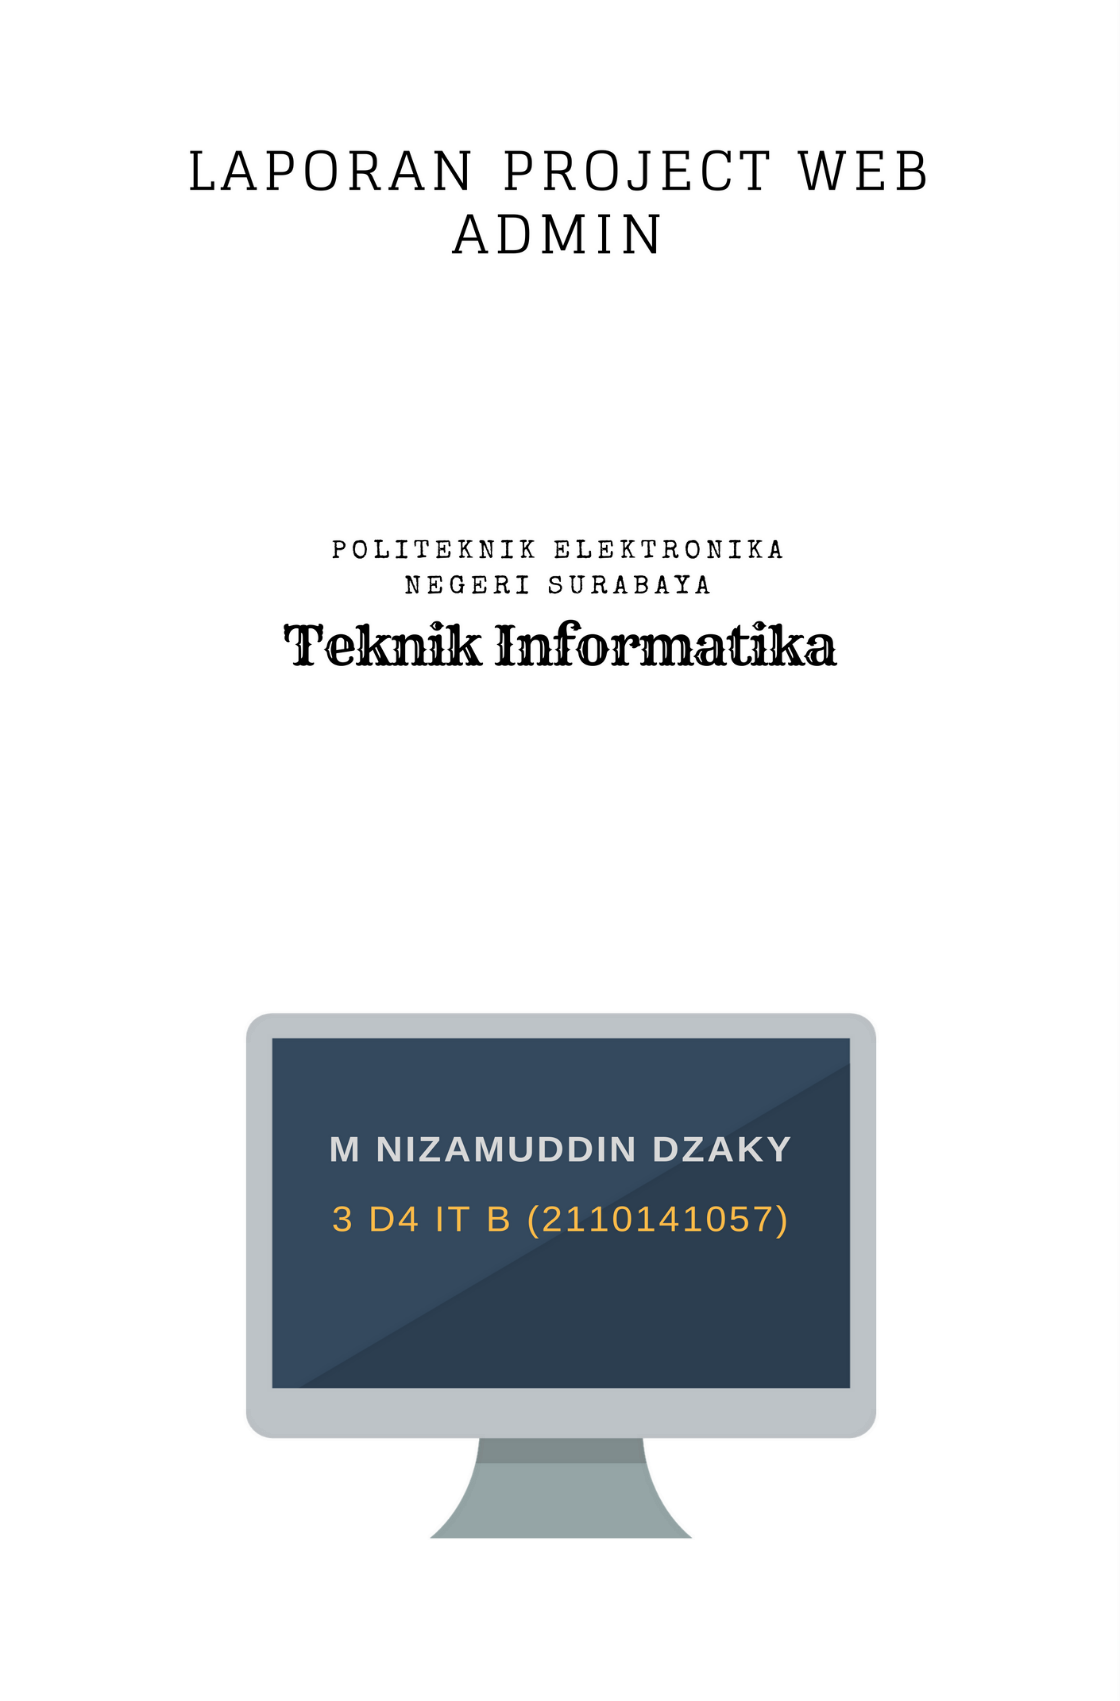 LAPORAN PROJECT WEB
ADMIN
POLITEKNIK ELEKTRONIKA
NEGERI SURABAYA
Teknik Informatika
M NIZAMUDDIN DZAKY
3 D4 IT B (2110141057)